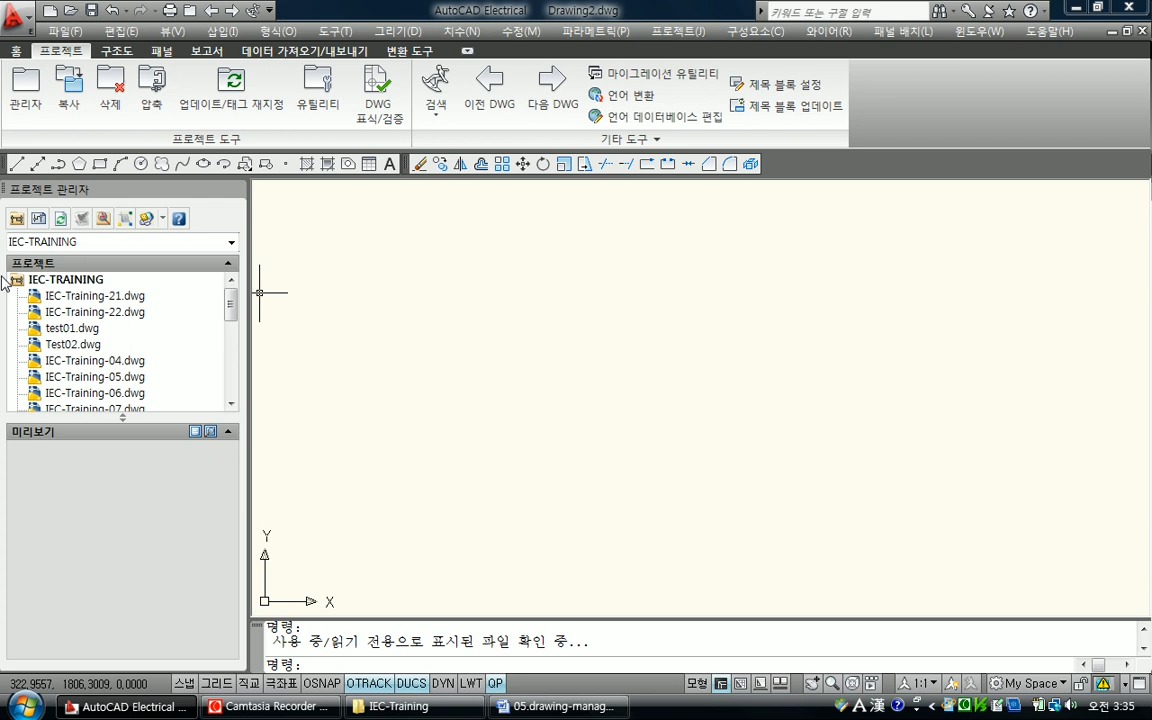 AutoCAD Electrical Drawing2.dwg 키워드 또는 구절 입력
파일(F) 편집(E) 뷰(V) 삽입(I) 형식(O) 도구(T) 그리기(D) 치수(N) 수정(M) 파라메트릭(P) 프로젝트(J) 구성요소(C) 와이어(R) 패널 배치(L) 윈도우(W) 도움말(H)
홈 프로젝트 구조도 패널 보고서 데이터 가져오기/내보내기 변환 도구
관리자 복사 삭제 압축 업데이트/태그 재지정 유틸리티 DWG 표식/검증 검색 이전 DWG 다음 DWG
마이그레이션 유틸리티
언어 변환
언어 데이터베이스 편집
제목 블록 설정
제목 블록 업데이트
프로젝트 도구 기타 도구
프로젝트 관리자
IEC-TRAINING
프로젝트
IEC-TRAINING
IEC-Training-21.dwg
IEC-Training-22.dwg
test01.dwg
Test02.dwg
IEC-Training-04.dwg
IEC-Training-05.dwg
IEC-Training-06.dwg
IEC-Training-07.dwg
미리보기
Y
X
명령:
사용 중/읽기 전용으로 표시된 파일 확인 중...
명령:
322.9557, 1806.3009, 0.0000 스냅 그리드 직교 극좌표 OSNAP OTRACK DUCS DYN LWT QP 모형 1:1 My Space
AutoCAD Electrical ... Camtasia Recorder ... IEC-Training 05.drawing-manag... A 漢 오전 3:35